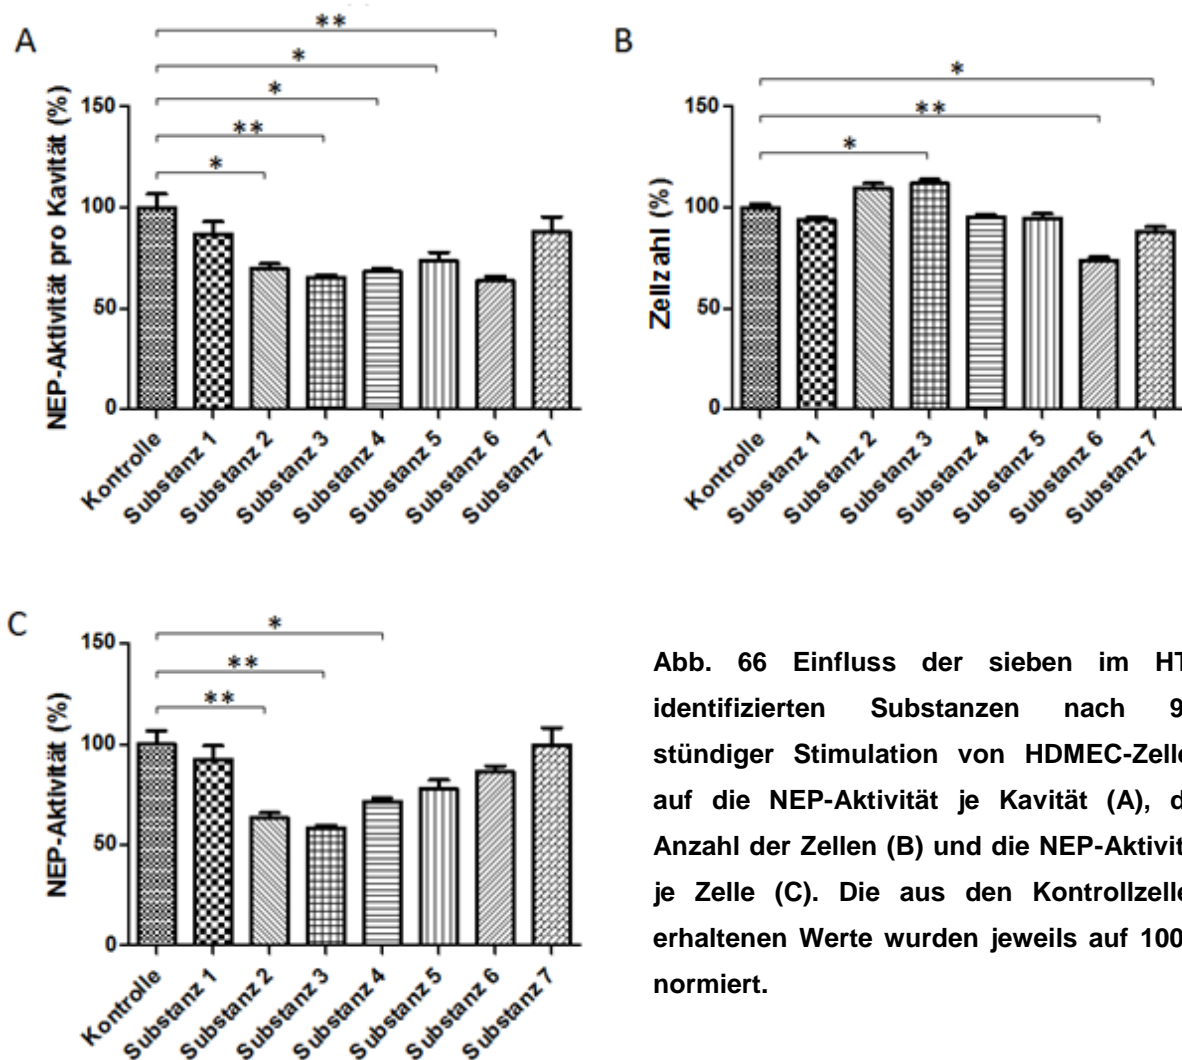 A
**
*
*
**
*
NEP-Aktivität pro Kavität (%)
150
100
50
0
Kontrolle
Substanz 1
Substanz 2
Substanz 3
Substanz 4
Substanz 5
Substanz 6
Substanz 7
B
*
**
*
Zellzahl (%)
150
100
50
0
Kontrolle
Substanz 1
Substanz 2
Substanz 3
Substanz 4
Substanz 5
Substanz 6
Substanz 7
C
*
**
**
NEP-Aktivität (%)
150
100
50
0
Kontrolle
Substanz 1
Substanz 2
Substanz 3
Substanz 4
Substanz 5
Substanz 6
Substanz 7
Abb. 66 Einfluss der sieben im HT
identifizierten Substanzen nach 9
stündiger Stimulation von HDMEC-Zelle
auf die NEP-Aktivität je Kavität (A), d
Anzahl der Zellen (B) und die NEP-Aktivit
je Zelle (C). Die aus den Kontrollzelle
erhaltenen Werte wurden jeweils auf 100
normiert.